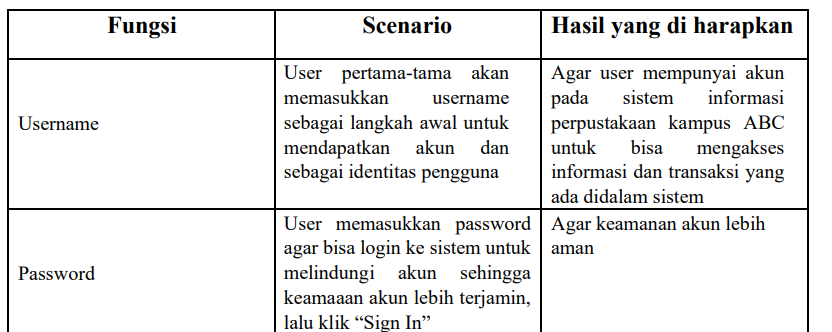 Fungsi
Scenario
Hasil yang di harapkan
Username
User pertama-tama akan
memasukkan username
sebagai langkah awal untuk
mendapatkan akun dan
sebagai identitas pengguna
Agar user mempunyai akun
pada sistem informasi
perpustakaan kampus ABC
untuk bisa mengakses
informasi dan transaksi yang
ada didalam sistem
Password
User memasukkan password
agar bisa login ke sistem untuk
melindungi akun sehingga
keamaaan akun lebih terjamin,
lalu klik “Sign In”
Agar keamanan akun lebih
aman